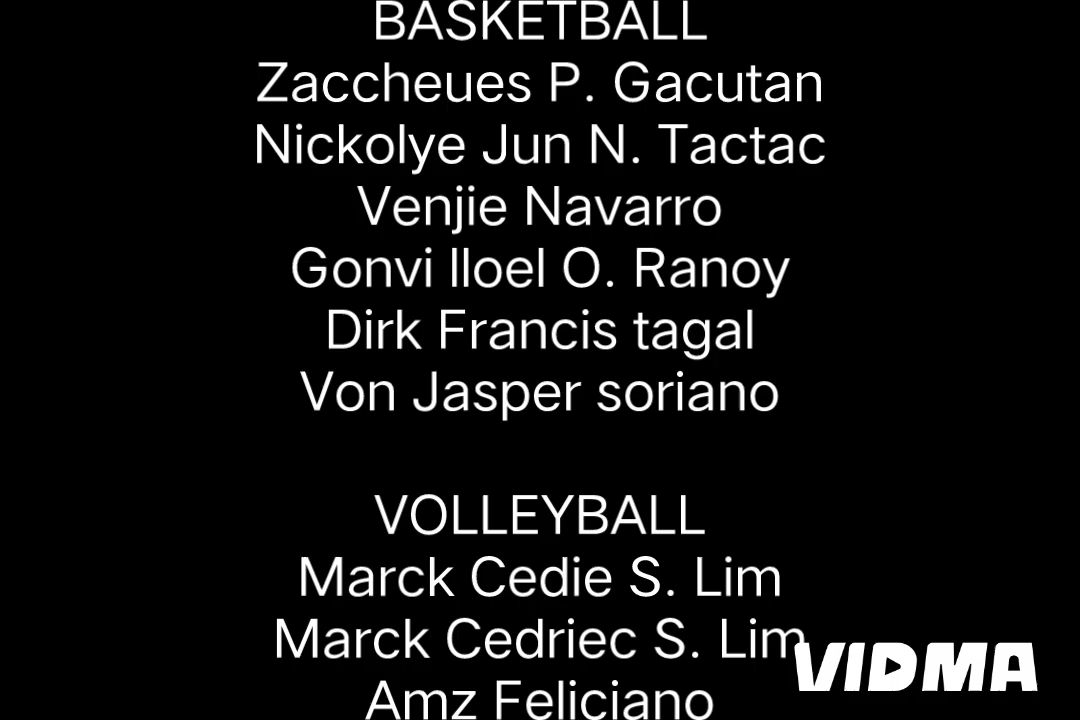 BASKETBALL
Zaccheues P. Gacutan
Nickolye Jun N. Tactac
Venjie Navarro
Gonvi Iloel O. Ranoy
Dirk Francis tagal
Von Jasper soriano
VOLLEYBALL
Marck Cedie S. Lim
Marck Cedriec S. Lim
VIDMA
Amz Feliciano